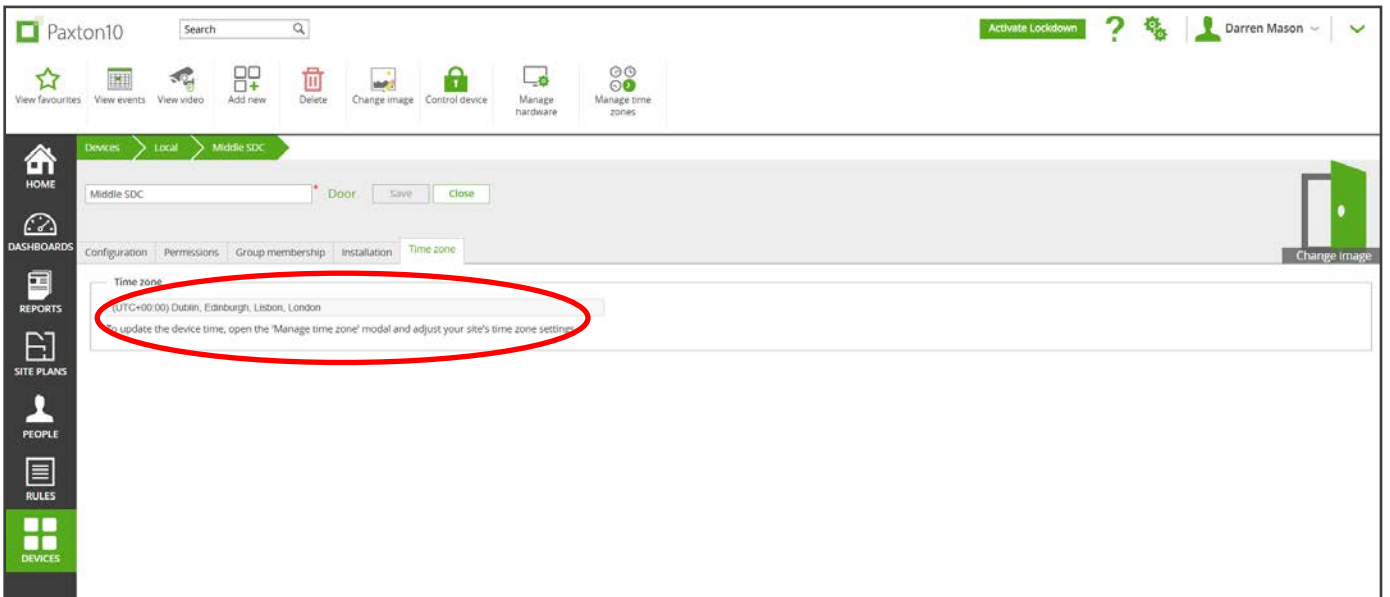 Paxton10
Search
Activate Lockdown
?
Darren Mason
View favourites
View events
View video
Add new
Delete
Change image
Control device
Manage
hardware
Manage time
zones
Devices
Local
Middle SDC
HOME
Middle SDC
* Door
Save
Close
DASHBOARDS
Configuration
Permissions
Group membership
Installation
Time zone
Change image
Time zone
REPORTS
(UTC+00:00) Dublin, Edinburgh, Lisbon, London
To update the device time, open the 'Manage time zone' modal and adjust your site's time zone settings
SITE PLANS
PEOPLE
RULES
DEVICES